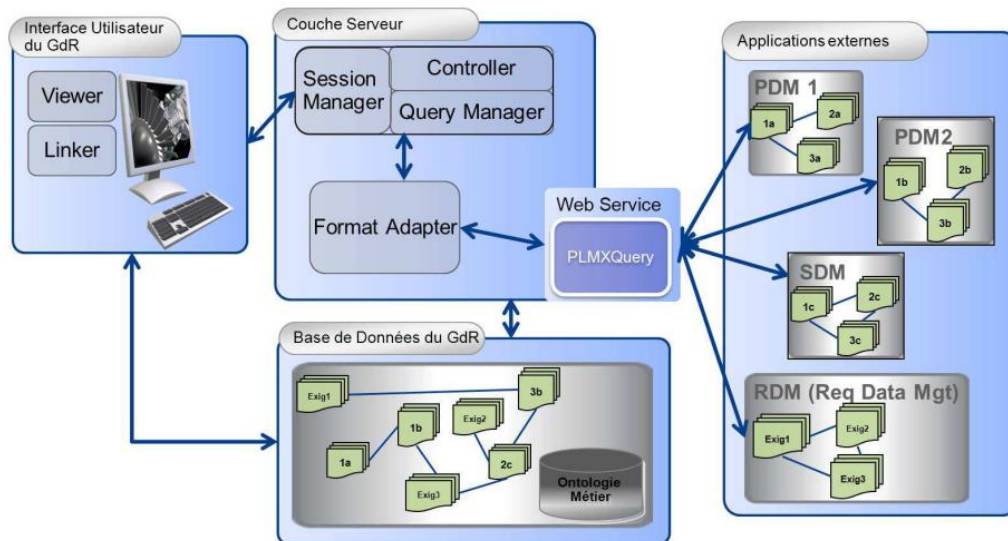 Interface Utilisateur
du GdR
Viewer
Linker
Couche Serveur
Session
Manager
Controller
Query Manager
Format Adapter
Web Service
PLMXQuery
Applications externes
PDM 1
1a
2a
3a
PDM2
1b
2b
3b
SDM
1c
2c
3c
RDM (Req Data Mgt)
Exig1
Exig2
Exig3
Base de Données du GdR
Exig1
3b
1b
Exig2
1a
2c
Exig3
Ontologie
Métier